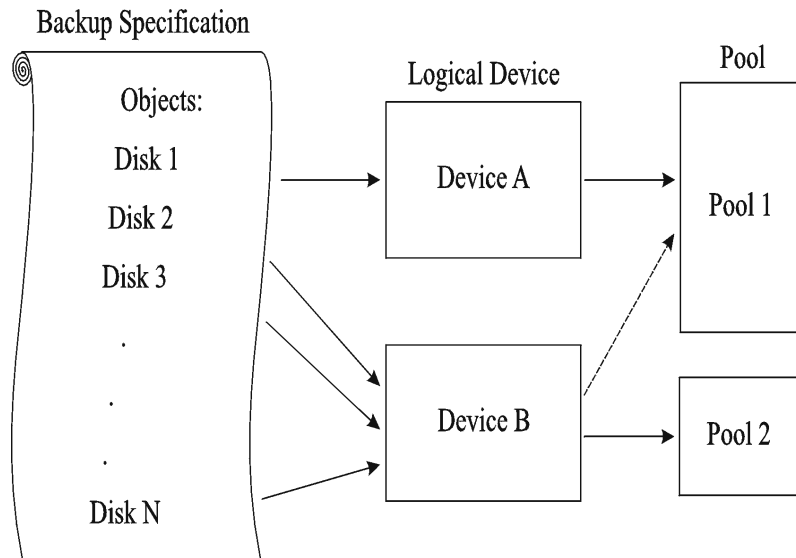 Backup Specification
Objects:
Disk 1
Disk 2
Disk 3
.
.
.
Disk N
Logical Device
Device A
Device B
Pool
Pool 1
Pool 2